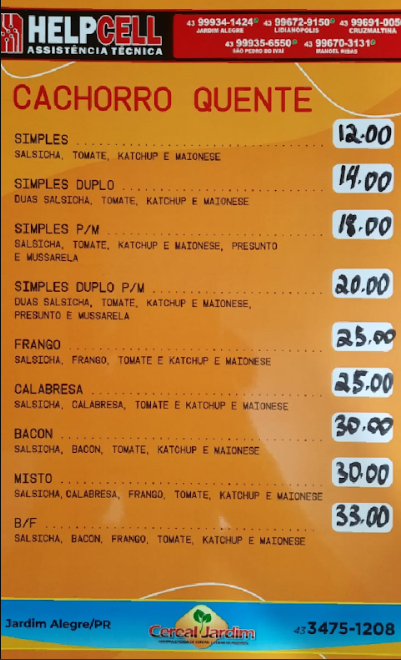 HELPCELL
ASSISTÊNCIA TÉCNICA
43 99934-1424 43 99672-9150 43 99691-005
JARDIM ALEGRE LIDIANÓPOLIS CRUZMALTINA
43 99935-6550 43 99670-3131
SÃO PEDRO DO IVAÍ MANOEL RIBAS
CACHORRO QUENTE
SIMPLES 12.00
SALSICHA, TOMATE, KATCHUP E MAIONESE
SIMPLES DUPLO 14.00
DUAS SALSICHA, TOMATE, KATCHUP E MAIONESE
SIMPLES P/M 18.00
SALSICHA, TOMATE, KATCHUP E MAIONESE, PRESUNTO
E MUSSARELA
SIMPLES DUPLO P/M 20.00
DUAS SALSICHA, TOMATE, KATCHUP E MAIONESE,
PRESUNTO E MUSSARELA
FRANGO 25.00
SALSICHA, FRANGO, TOMATE E KATCHUP E MAIONESE
CALABRESA 25.00
SALSICHA, CALABRESA, TOMATE E KATCHUP E MAIONESE
BACON 30.00
SALSICHA, BACON, TOMATE, KATCHUP E MAIONESE
MISTO 30.00
SALSICHA, CALABRESA, FRANGO, TOMATE, KATCHUP E MAIONESE
B/F 33.00
SALSICHA, BACON, FRANGO, TOMATE, KATCHUP E MAIONESE
Jardim Alegre/PR Cereal Jardim 43 3475-1208